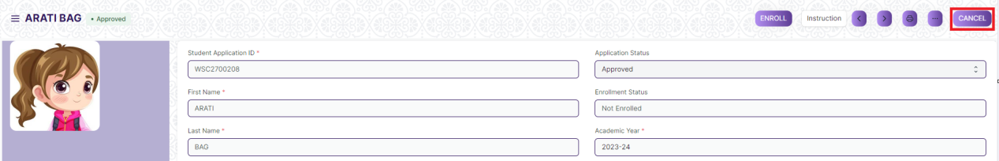 ARATI BAG • Approved ENROLL Instruction CANCEL
Student Application ID * Application Status
WSC2700208 Approved
First Name * Enrollment Status
ARATI Not Enrolled
Last Name * Academic Year *
BAG 2023-24